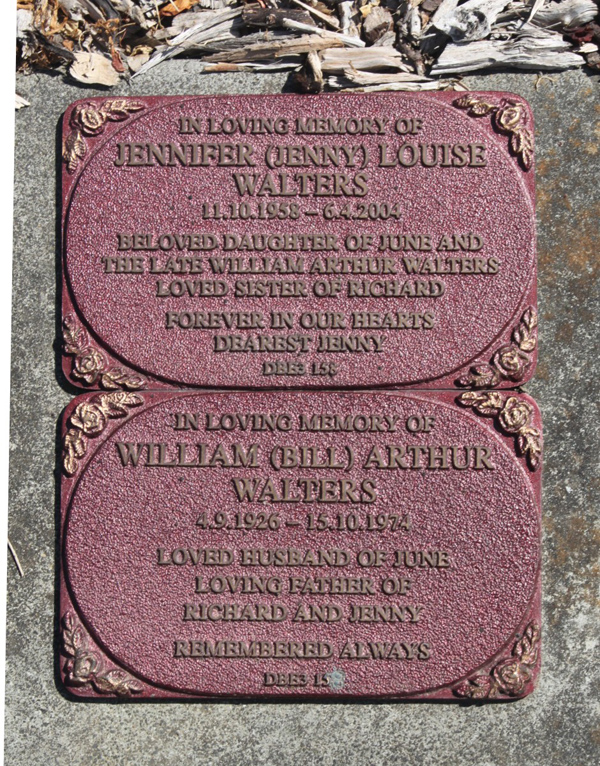 IN LOVING MEMORY OF
JENNIFER (JENNY) LOUISE
WALTERS
11.10.1958 – 6.4.2004
BELOVED DAUGHTER OF JUNE AND
THE LATE WILLIAM ARTHUR WALTERS
LOVED SISTER OF RICHARD
FOREVER IN OUR HEARTS
DEAREST JENNY
DBE3 158
IN LOVING MEMORY OF
WILLIAM (BILL) ARTHUR
WALTERS
4.9.1926 – 15.10.1974
LOVED HUSBAND OF JUNE
LOVING FATHER OF
RICHARD AND JENNY
REMEMBERED ALWAYS
DBE3